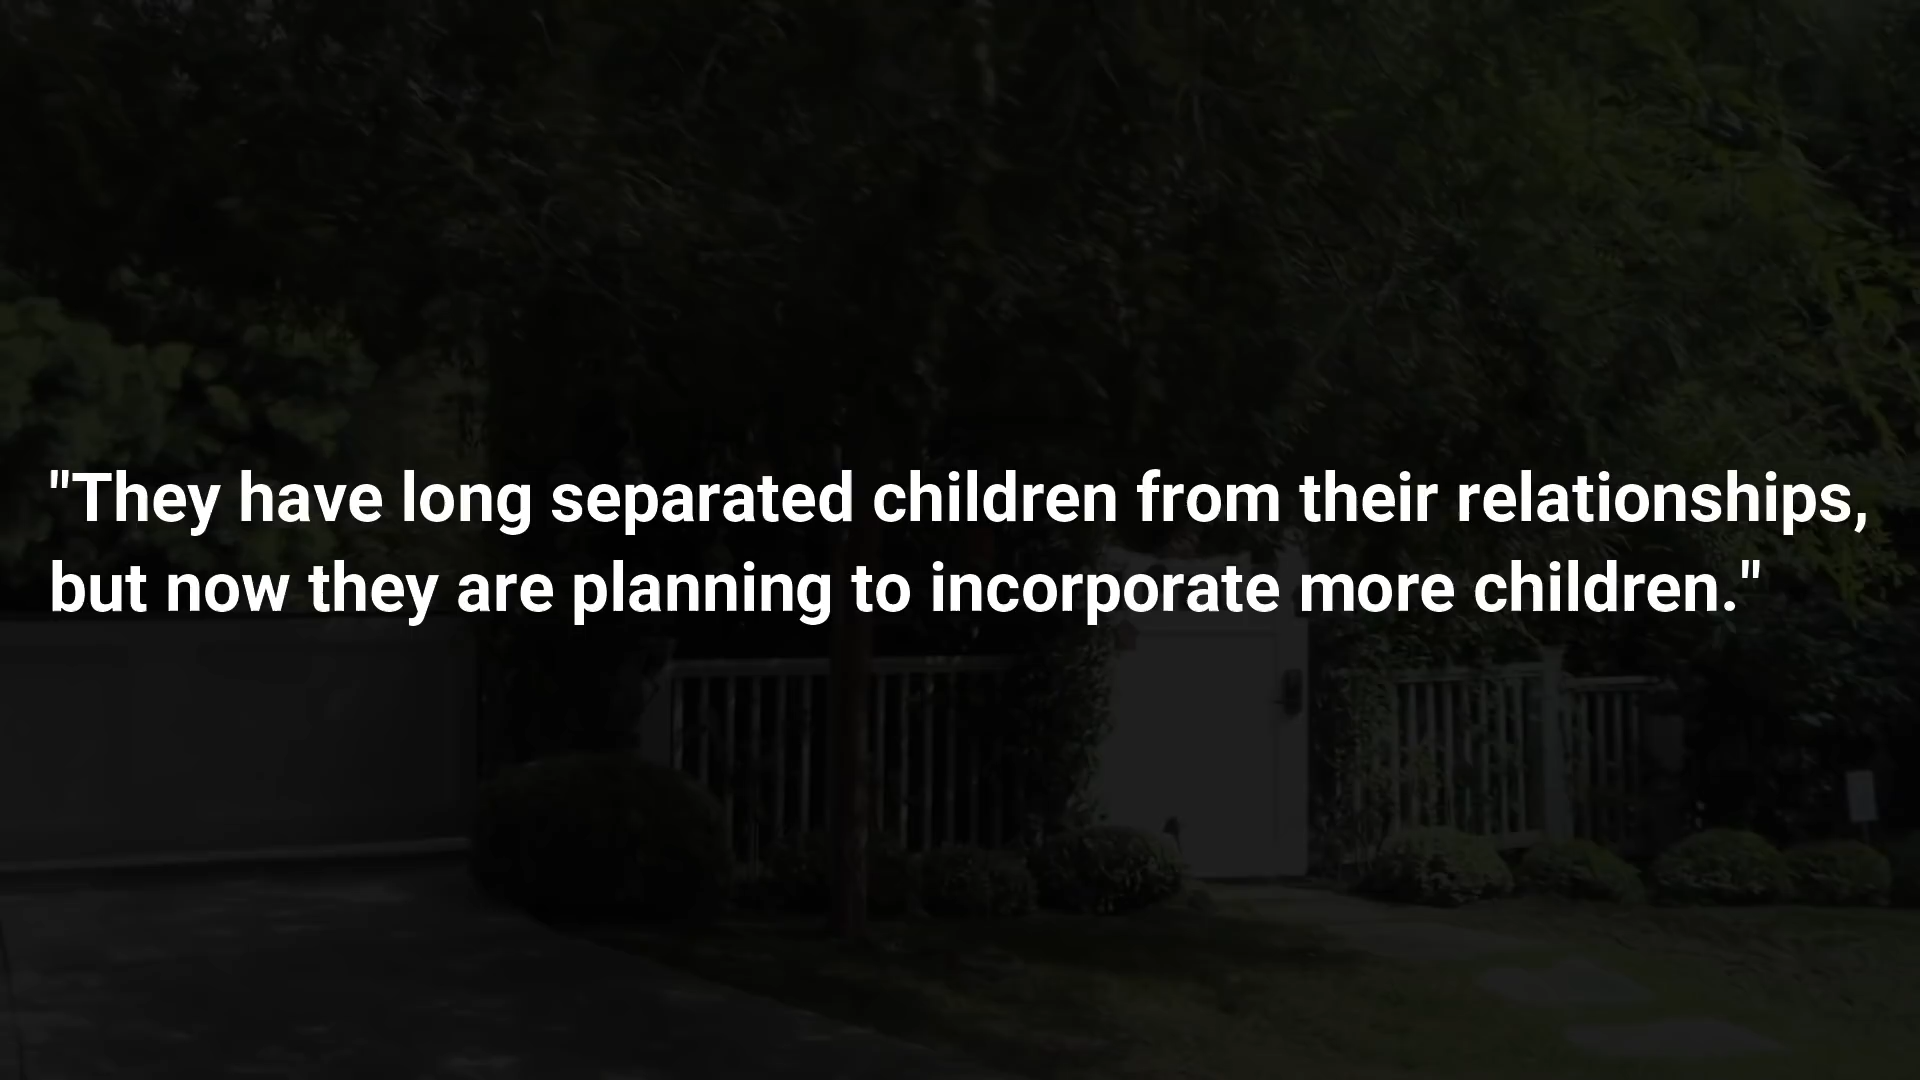 "They have long separated children from their relationships,
but now they are planning to incorporate more children."